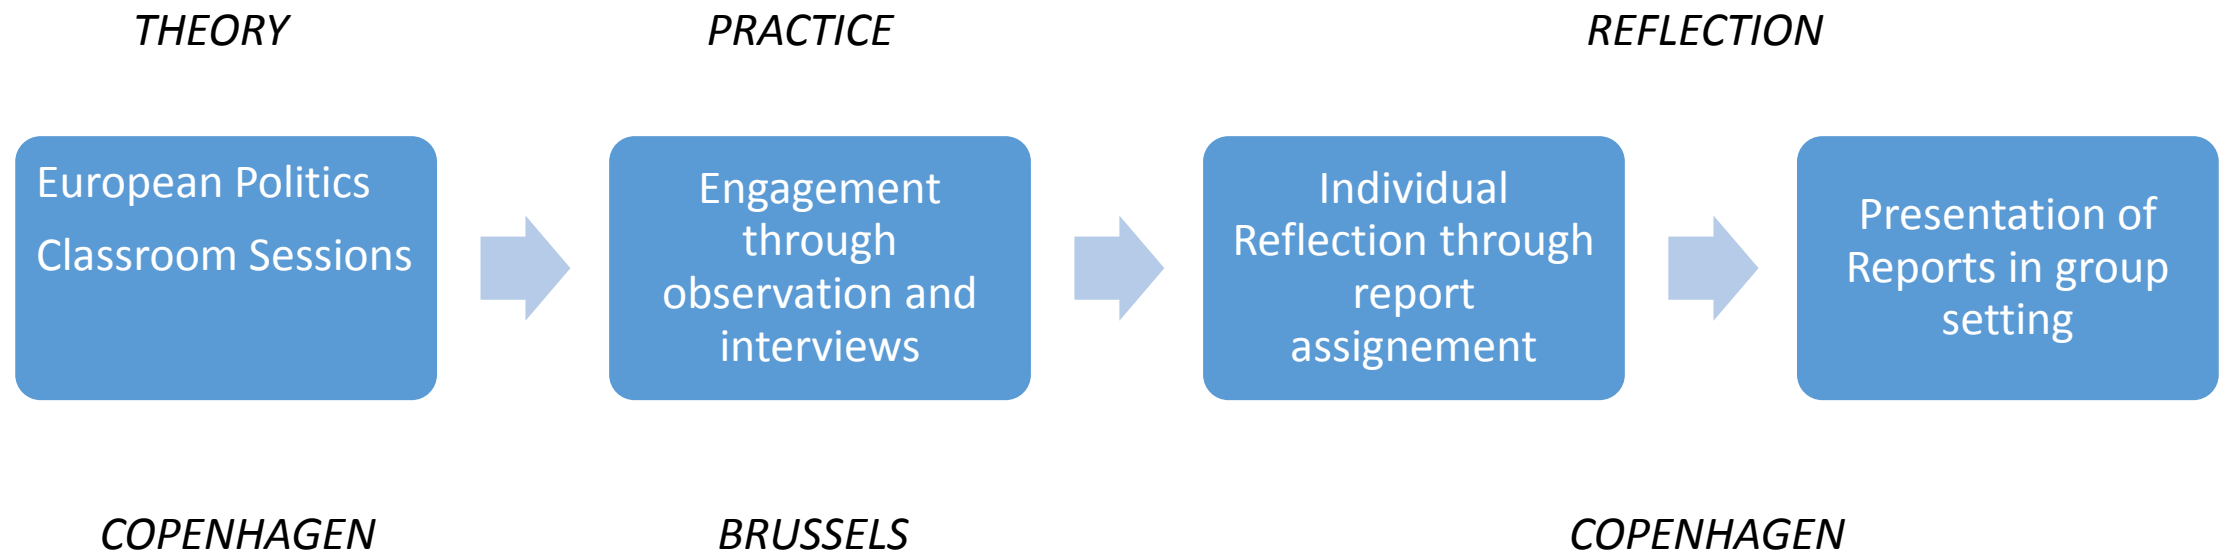 THEORY
PRACTICE
REFLECTION
European Politics
Classroom Sessions
Engagement
through
observation and
interviews
Individual
Reflection through
report
assignement
Presentation of
Reports in group
setting
COPENHAGEN
BRUSSELS
COPENHAGEN